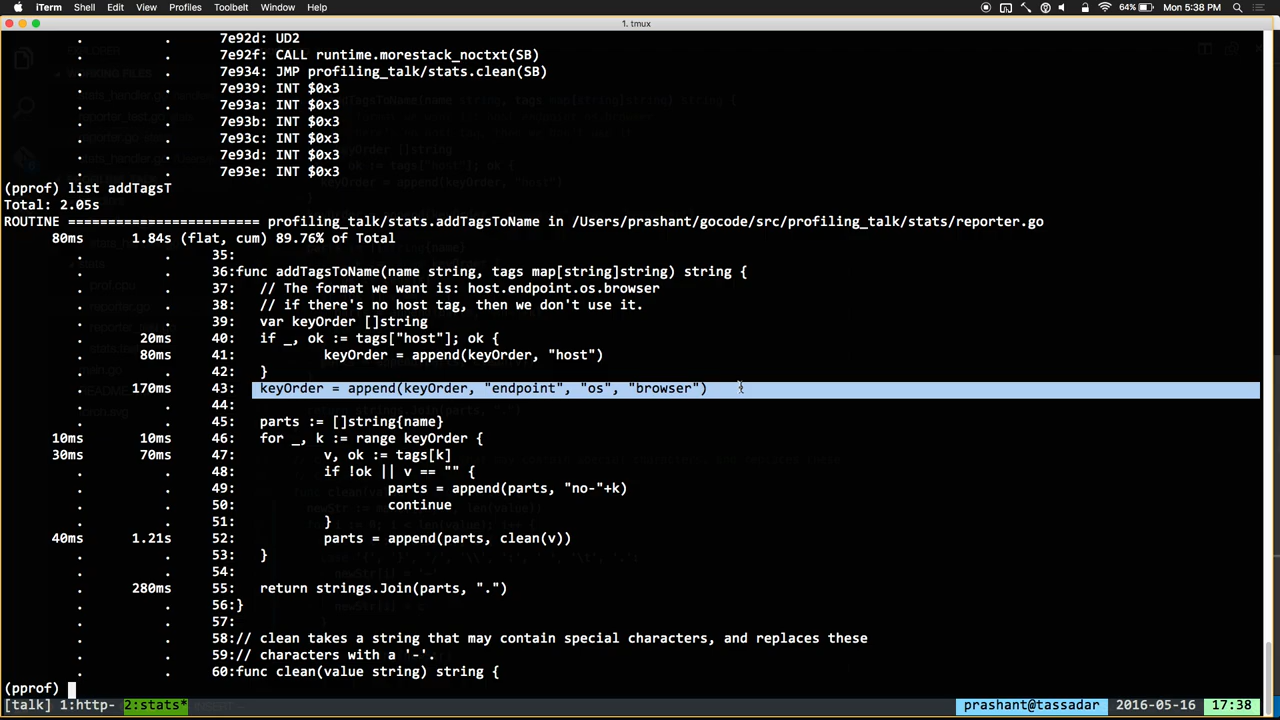 iTerm Shell Edit View Profiles Toolbelt Window Help 64% Mon 5:38 PM
1. tmux
. . 7e92d: UD2
. . 7e92f: CALL runtime.morestack_noctxt(SB)
. . 7e934: JMP profiling_talk/stats.clean(SB)
. . 7e939: INT $0x3
. . 7e93a: INT $0x3
. . 7e93b: INT $0x3
. . 7e93c: INT $0x3
. . 7e93d: INT $0x3
. . 7e93e: INT $0x3
(pprof) list addTagsT
Total: 2.05s
ROUTINE ======================== profiling_talk/stats.addTagsToName in /Users/prashant/gocode/src/profiling_talk/stats/reporter.go
80ms 1.84s (flat, cum) 89.76% of Total
. . 35:
. . 36:func addTagsToName(name string, tags map[string]string) string {
. . 37: // The format we want is: host.endpoint.os.browser
. . 38: // if there's no host tag, then we don't use it.
. . 39: var keyOrder []string
. 20ms 40: if _, ok := tags["host"]; ok {
. 80ms 41: keyOrder = append(keyOrder, "host")
. . 42: }
. 170ms 43: keyOrder = append(keyOrder, "endpoint", "os", "browser")
. . 44:
. . 45: parts := []string{name}
10ms 10ms 46: for _, k := range keyOrder {
30ms 70ms 47: v, ok := tags[k]
. . 48: if !ok || v == "" {
. . 49: parts = append(parts, "no-"+k)
. . 50: continue
. . 51: }
40ms 1.21s 52: parts = append(parts, clean(v))
. . 53: }
. . 54:
. 280ms 55: return strings.Join(parts, ".")
. . 56:}
. . 57:
. . 58:// clean takes a string that may contain special characters, and replaces these
. . 59:// characters with a '-'.
. . 60:func clean(value string) string {
(pprof)
[talk] 1:http- 2:stats* prashant@tassadar 2016-05-16 17:38